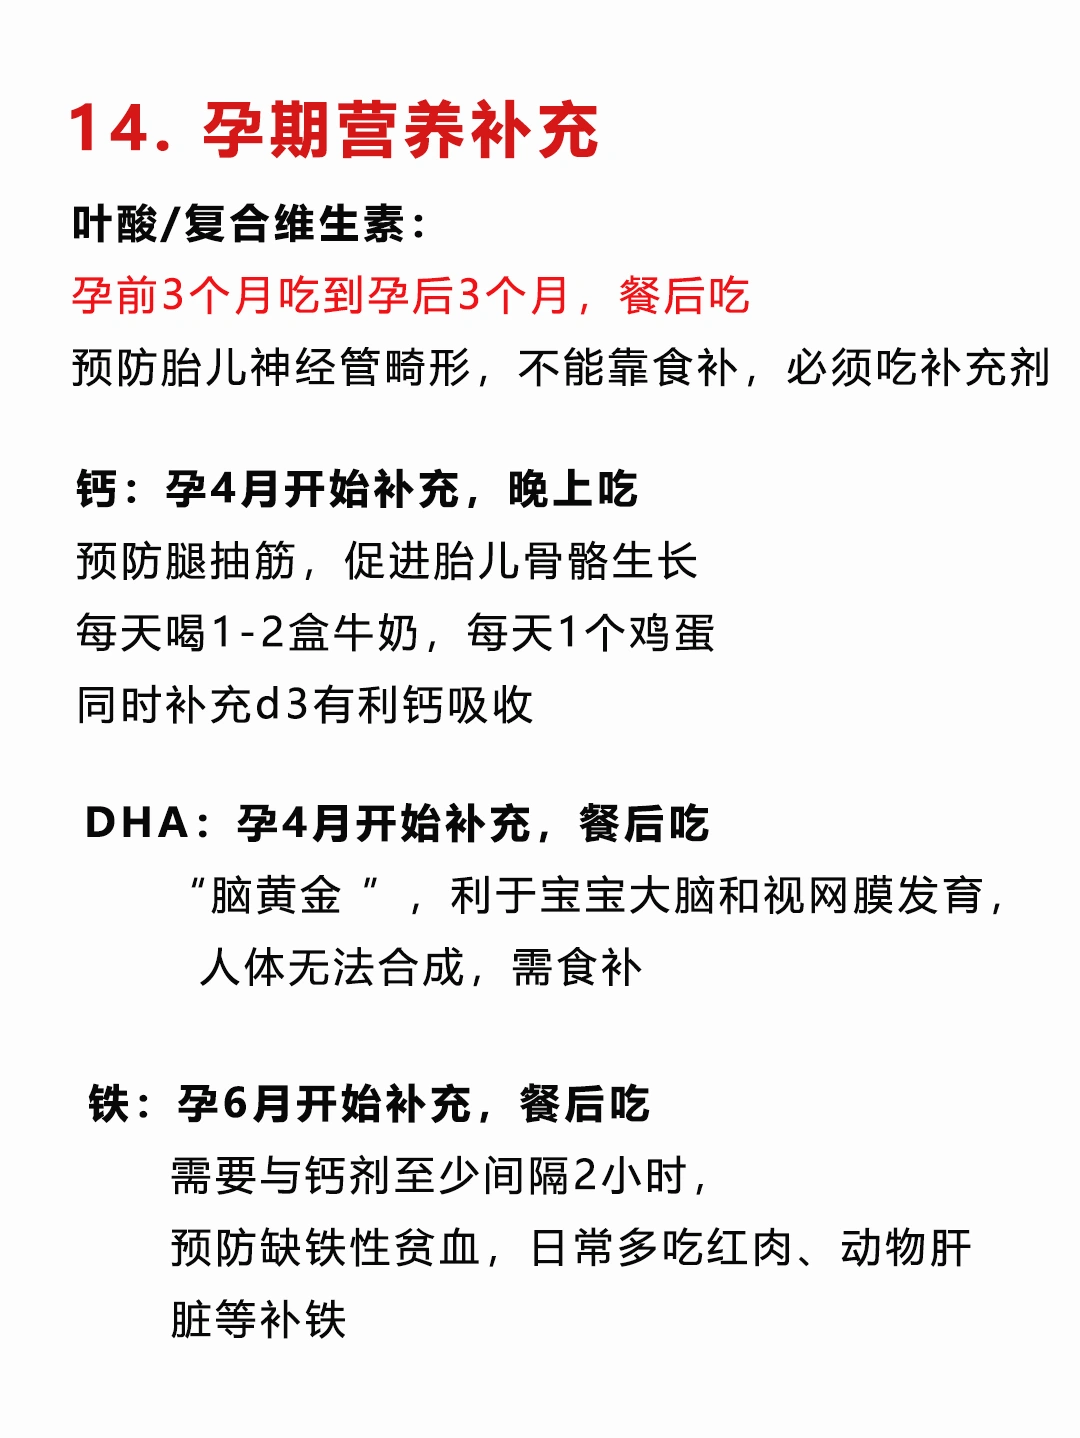 14. 孕期营养补充
叶酸/复合维生素：
孕前3个月吃到孕后3个月，餐后吃
预防胎儿神经管畸形，不能靠食补，必须吃补充剂
钙：孕4月开始补充，晚上吃
预防腿抽筋，促进胎儿骨骼生长
每天喝1-2盒牛奶，每天1个鸡蛋
同时补充d3有利钙吸收
DHA：孕4月开始补充，餐后吃
“脑黄金 ”，利于宝宝大脑和视网膜发育，
人体无法合成，需食补
铁：孕6月开始补充，餐后吃
需要与钙剂至少间隔2小时，
预防缺铁性贫血，日常多吃红肉、动物肝
脏等补铁